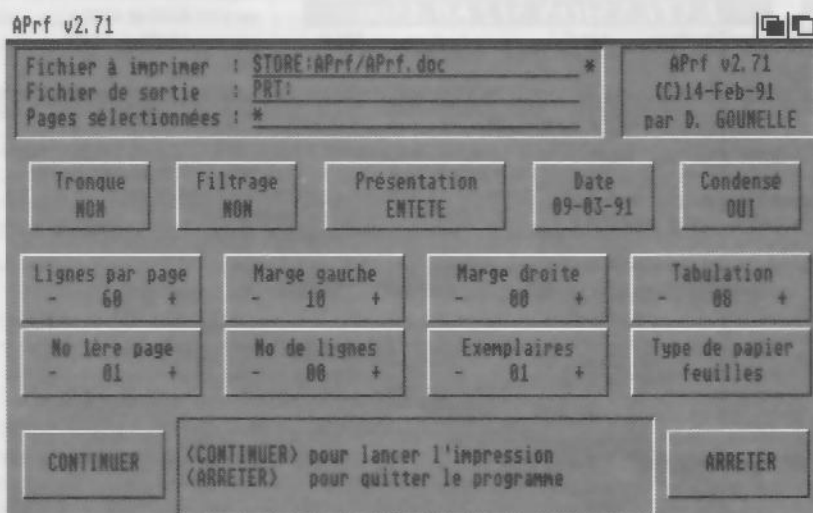 APrf v2.71
Fichier à imprimer : STORE:APrf/APrf.doc *
Fichier de sortie : PRT:
Pages sélectionnées : *
APrf v2.71
(C)14-Feb-91
par D. GOUNELLE
Tronque
NON
Filtrage
NON
Présentation
ENTETE
Date
09-03-91
Condensé
OUI
Lignes par page
- 60 +
Marge gauche
- 10 +
Marge droite
- 00 +
Tabulation
- 08 +
No 1ère page
- 01 +
No de lignes
- 00 +
Exemplaires
- 01 +
Type de papier
feuilles
CONTINUER
<CONTINUER> pour lancer l'impression
<ARRETER> pour quitter le programme
ARRETER